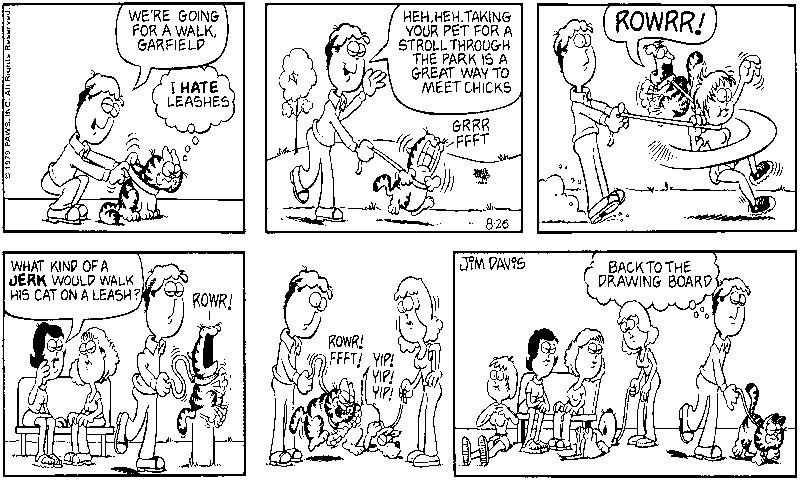 © 1979 PAWS, INC. All Rights Reserved.
WE'RE GOING
FOR A WALK,
GARFIELD
I HATE
LEASHES
HEH, HEH. TAKING
YOUR PET FOR A
STROLL THROUGH
THE PARK IS A
GREAT WAY TO
MEET CHICKS
GRRR
FFFT
8-26
ROWRR!
WHAT KIND OF A
JERK WOULD WALK
HIS CAT ON A LEASH?
ROWR!
ROWR!
FFFT!
YIP!
YIP!
YIP!
JIM DAVIS
BACK TO THE
DRAWING BOARD